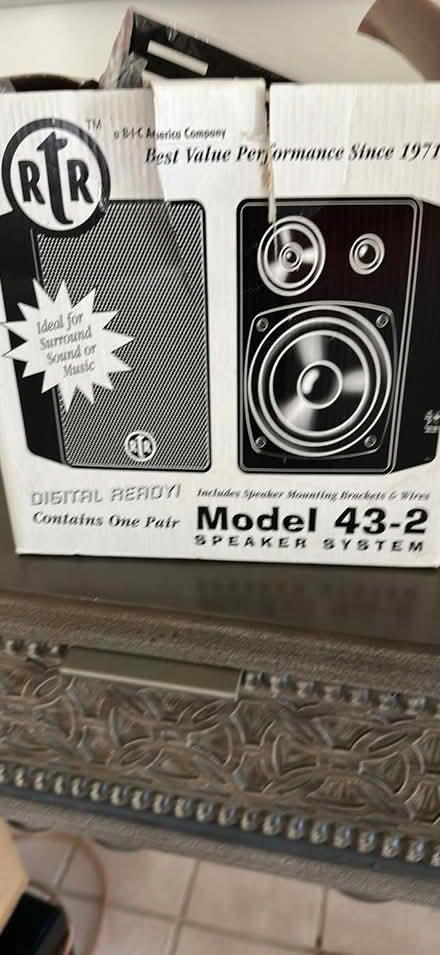 RTR
TM
a B·I·C America Company
Best Value Performance Since 1971
Ideal for
Surround
Sound or
Music
RTR
DIGITAL READY!
Includes Speaker Mounting Brackets & Wires
Contains One Pair
Model 43-2
SPEAKER SYSTEM